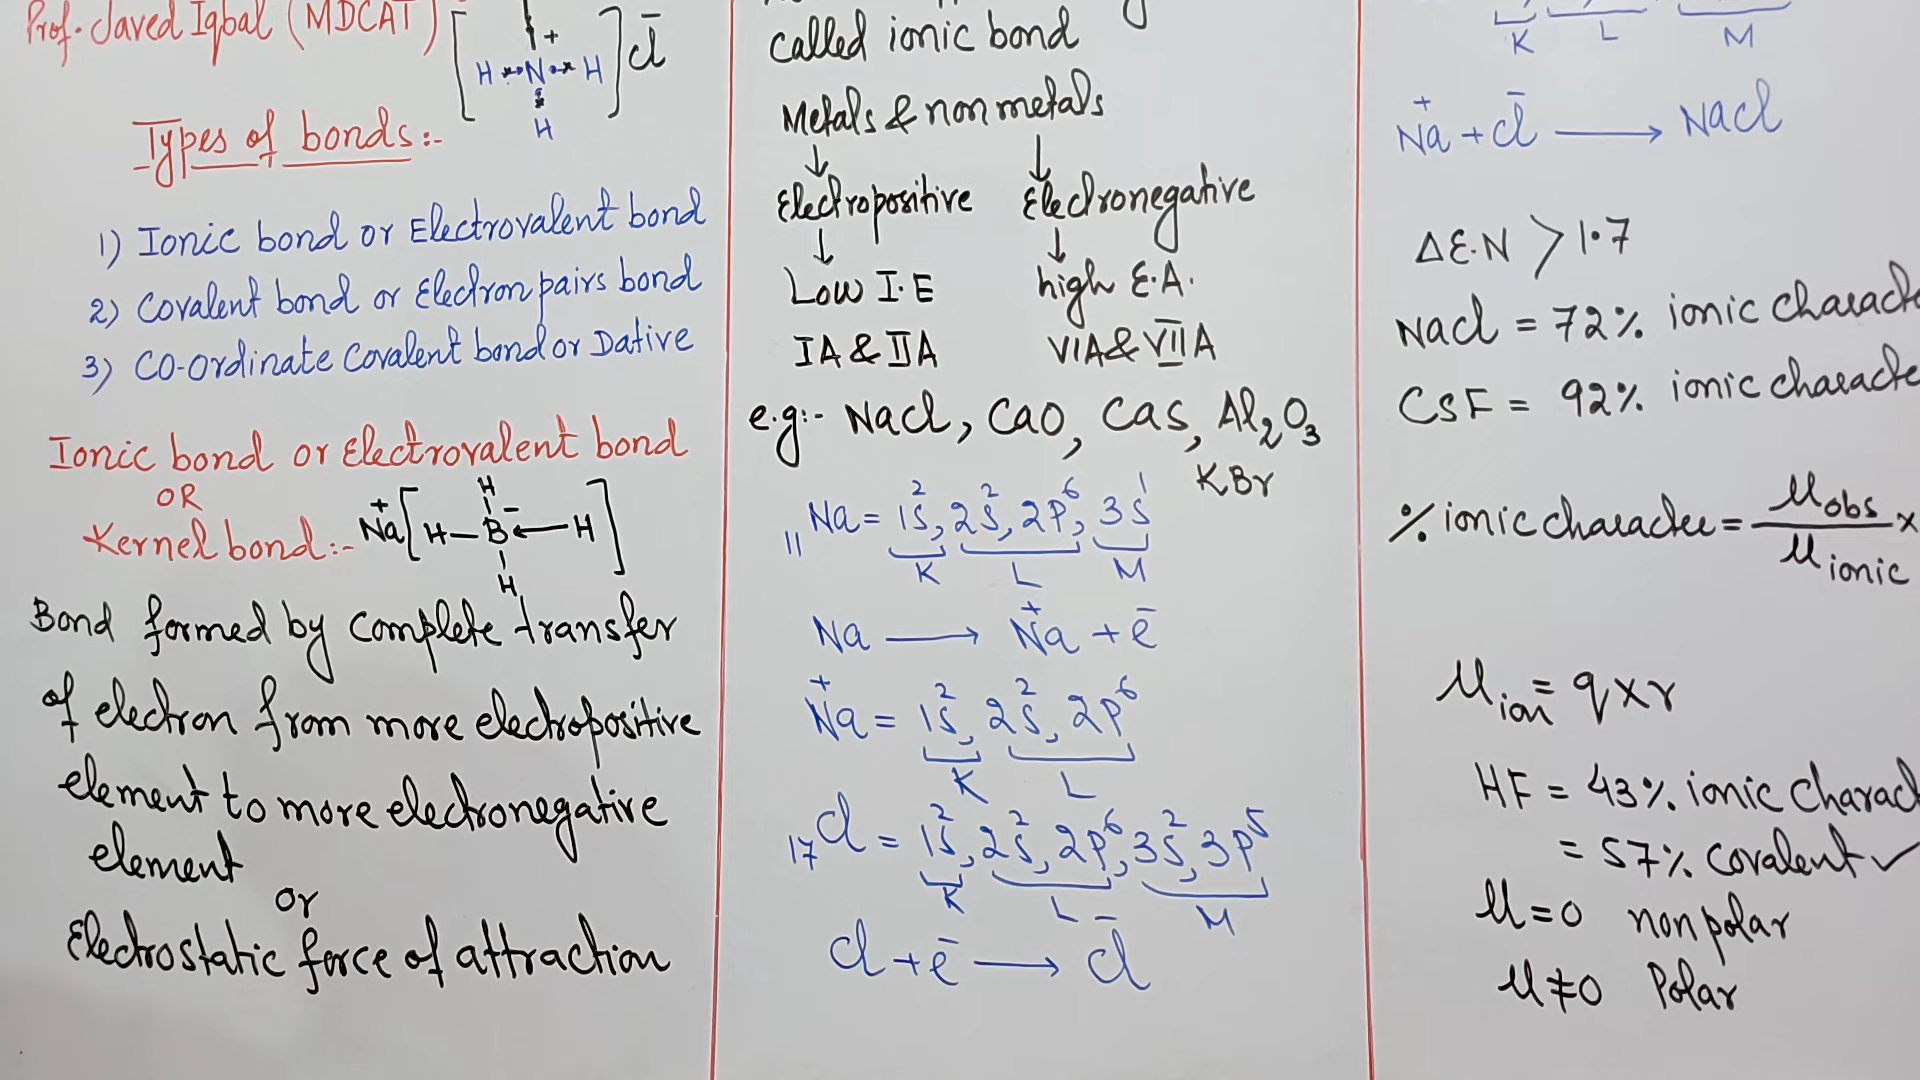 Prof. Javed Iqbal (MDCAT)
[H N H]⁺ Cl⁻
H
Types of bonds:-
1) Ionic bond or Electrovalent bond
2) Covalent bond or Electron pairs bond
3) CO-ordinate Covalent bond or Dative
Ionic bond or Electrovalent bond
OR
Kernel bond:-
H
Na⁺[H–B⁻←H]
H
Bond formed by complete transfer
of electron from more electropositive
element to more electronegative
element
or
Electrostatic force of attraction
called ionic bond
Metals & non metals
↓ ↓
Electropositive Electronegative
↓ ↓
Low I.E high E.A.
IA & IIA VIA & VIIA
e.g:- NaCl, CaO, CaS, Al₂O₃
KBr
₁₁Na = 1s², 2s², 2p⁶, 3s¹
K L M
Na ⟶ Na⁺ + e⁻
Na⁺ = 1s², 2s², 2p⁶
K L
₁₇Cl = 1s², 2s², 2p⁶, 3s², 3p⁵
K L M
Cl + e⁻ ⟶ Cl⁻
K L M
Na⁺ + Cl⁻ ⟶ NaCl
ΔE.N > 1.7
NaCl = 72% ionic characte
CsF = 92% ionic characte
% ionic character = μobs / μionic ×
μion = q×r
HF = 43% ionic charact
= 57% covalent ✓
μ=0 nonpolar
μ≠0 Polar